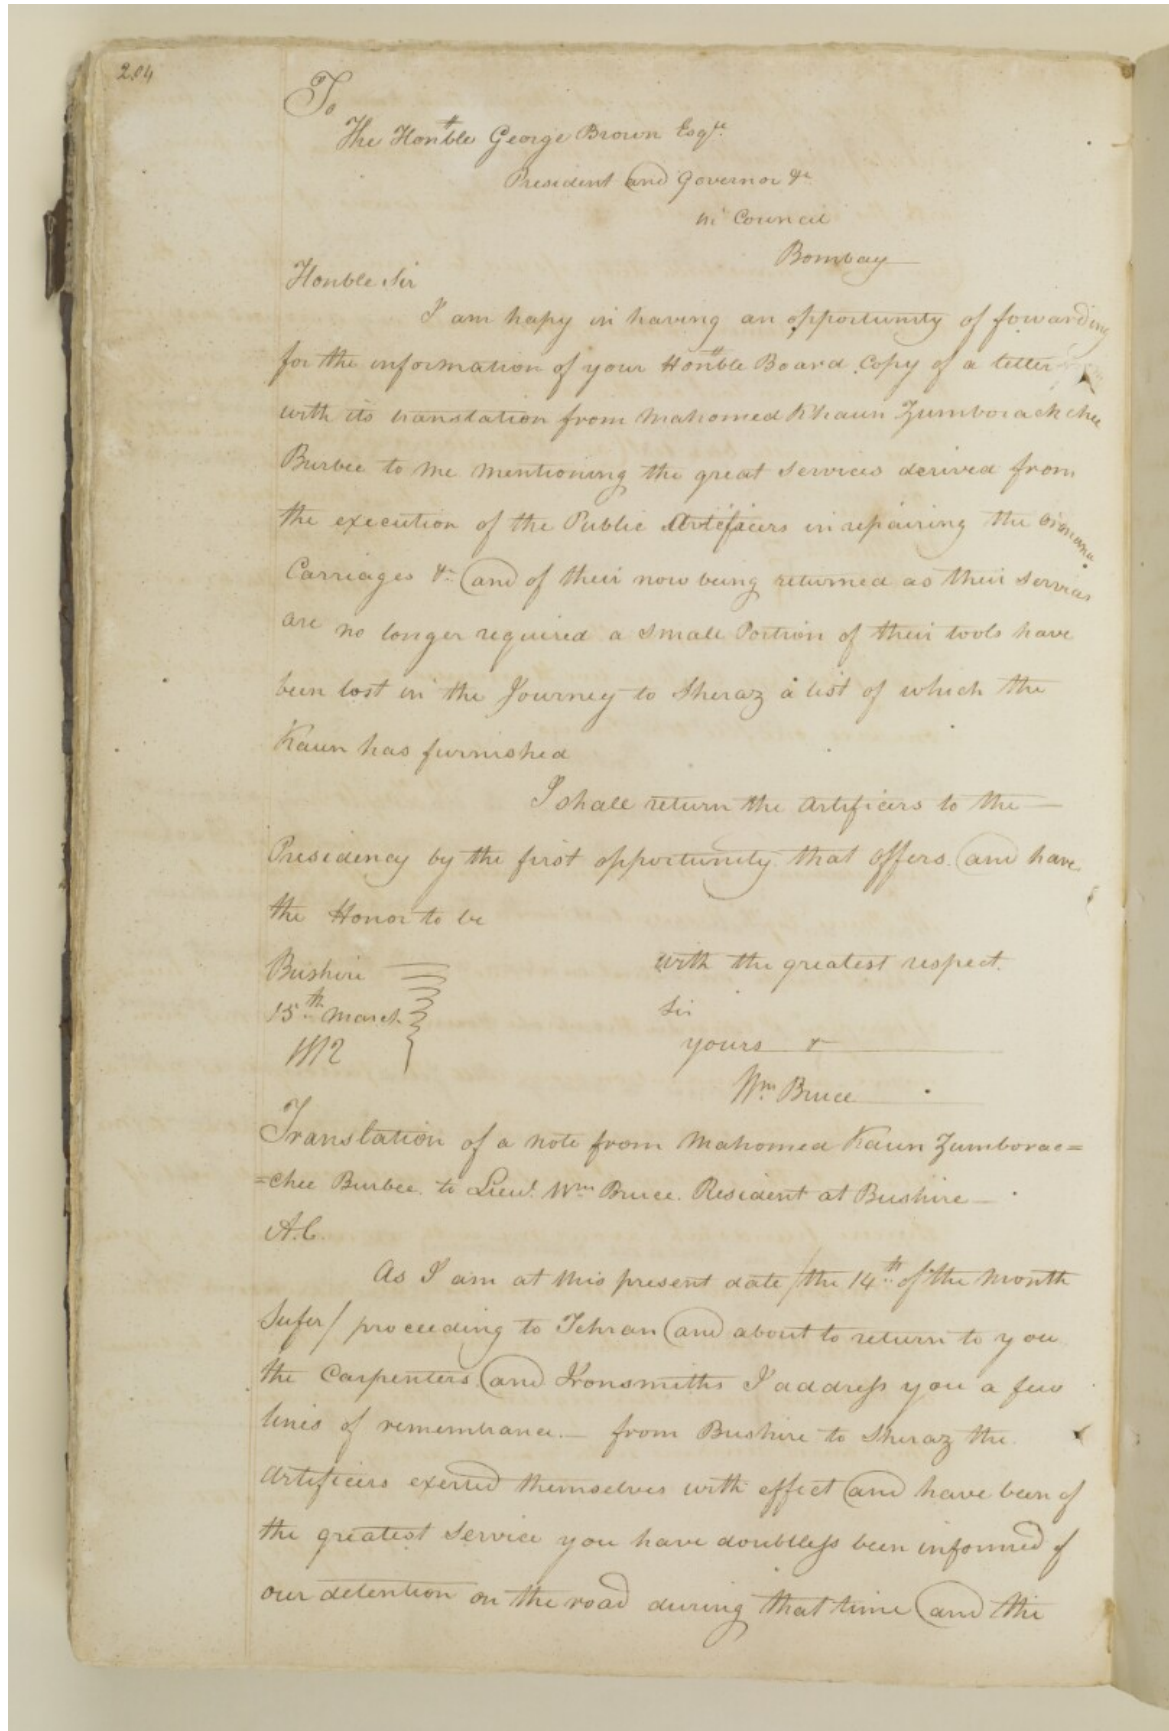 204
To
The Hon'ble George Brown Esqre
President and Governor &c
in Council
Bombay
Honble Sir
I am hapy in having an opportunity of fowarding
for the information of your Honble Board Copy of a letter
with its translation from Mahomed Khaun Zumborackchee
Burbee to me mentioning the great services derived from
the execution of the Public Artificers in repairing the
Carriages &c and of their now being returned as their services
are no longer required a small Portion of their tools have
been lost in the Journey to Sheraz a list of which the
Kaun has furnished
I shall return the Artificers to the
Presidency by the first opportunity that offers and have
the Honor to be
Bushire with the greatest respect.
15th March Sir
1812 yours &
Wm Bruce
Translation of a note from Mahomed Kaun Zumborac=
=chee Burbee to Lieut. Wm Bruce Resident at Bushire
A.C.
As I am at this present date /the 14th of the Month
Sufer/ proceeding to Tehran and about to return to you
the Carpenters and Ironsmiths I address you a few
lines of remembrance.— from Bushire to Sheraz the
Artificers exerted themselves with effect and have been of
the greatest Service you have doubtless been informed of
our detention on the road during that time and the